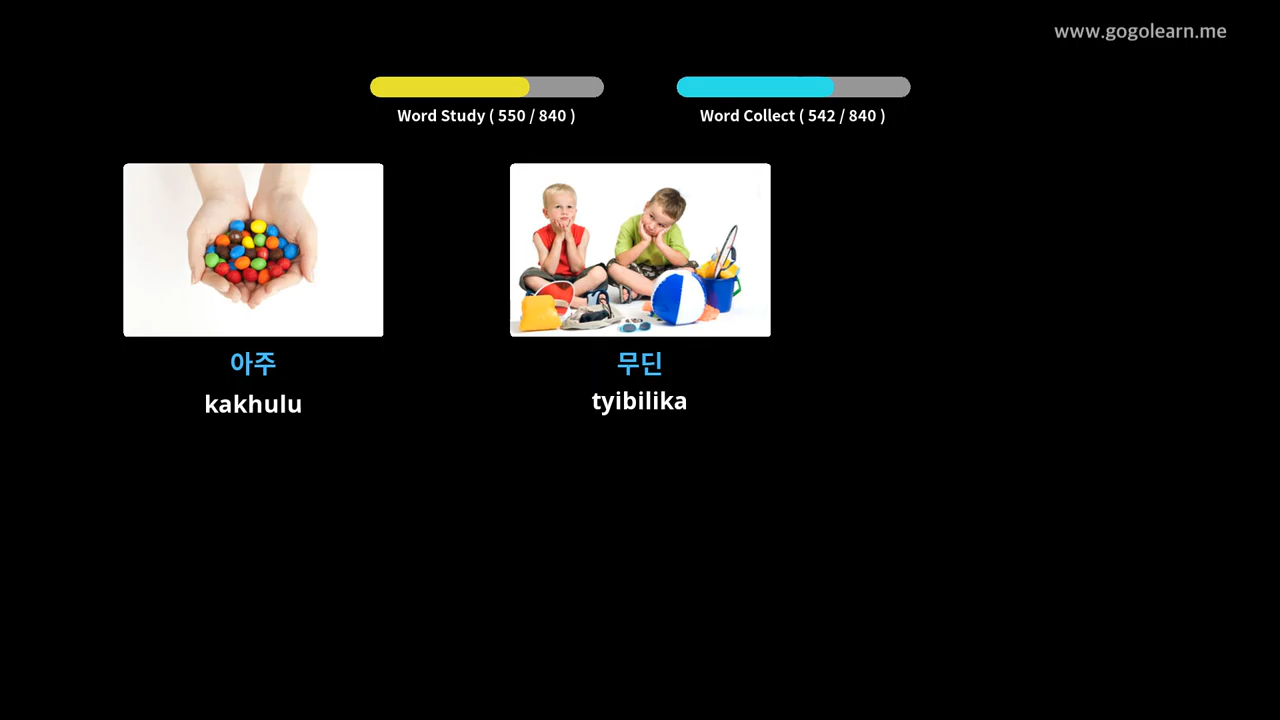 www.gogolearn.me
Word Study ( 550 / 840 )
Word Collect ( 542 / 840 )
아주
kakhulu
무딘
tyibilika